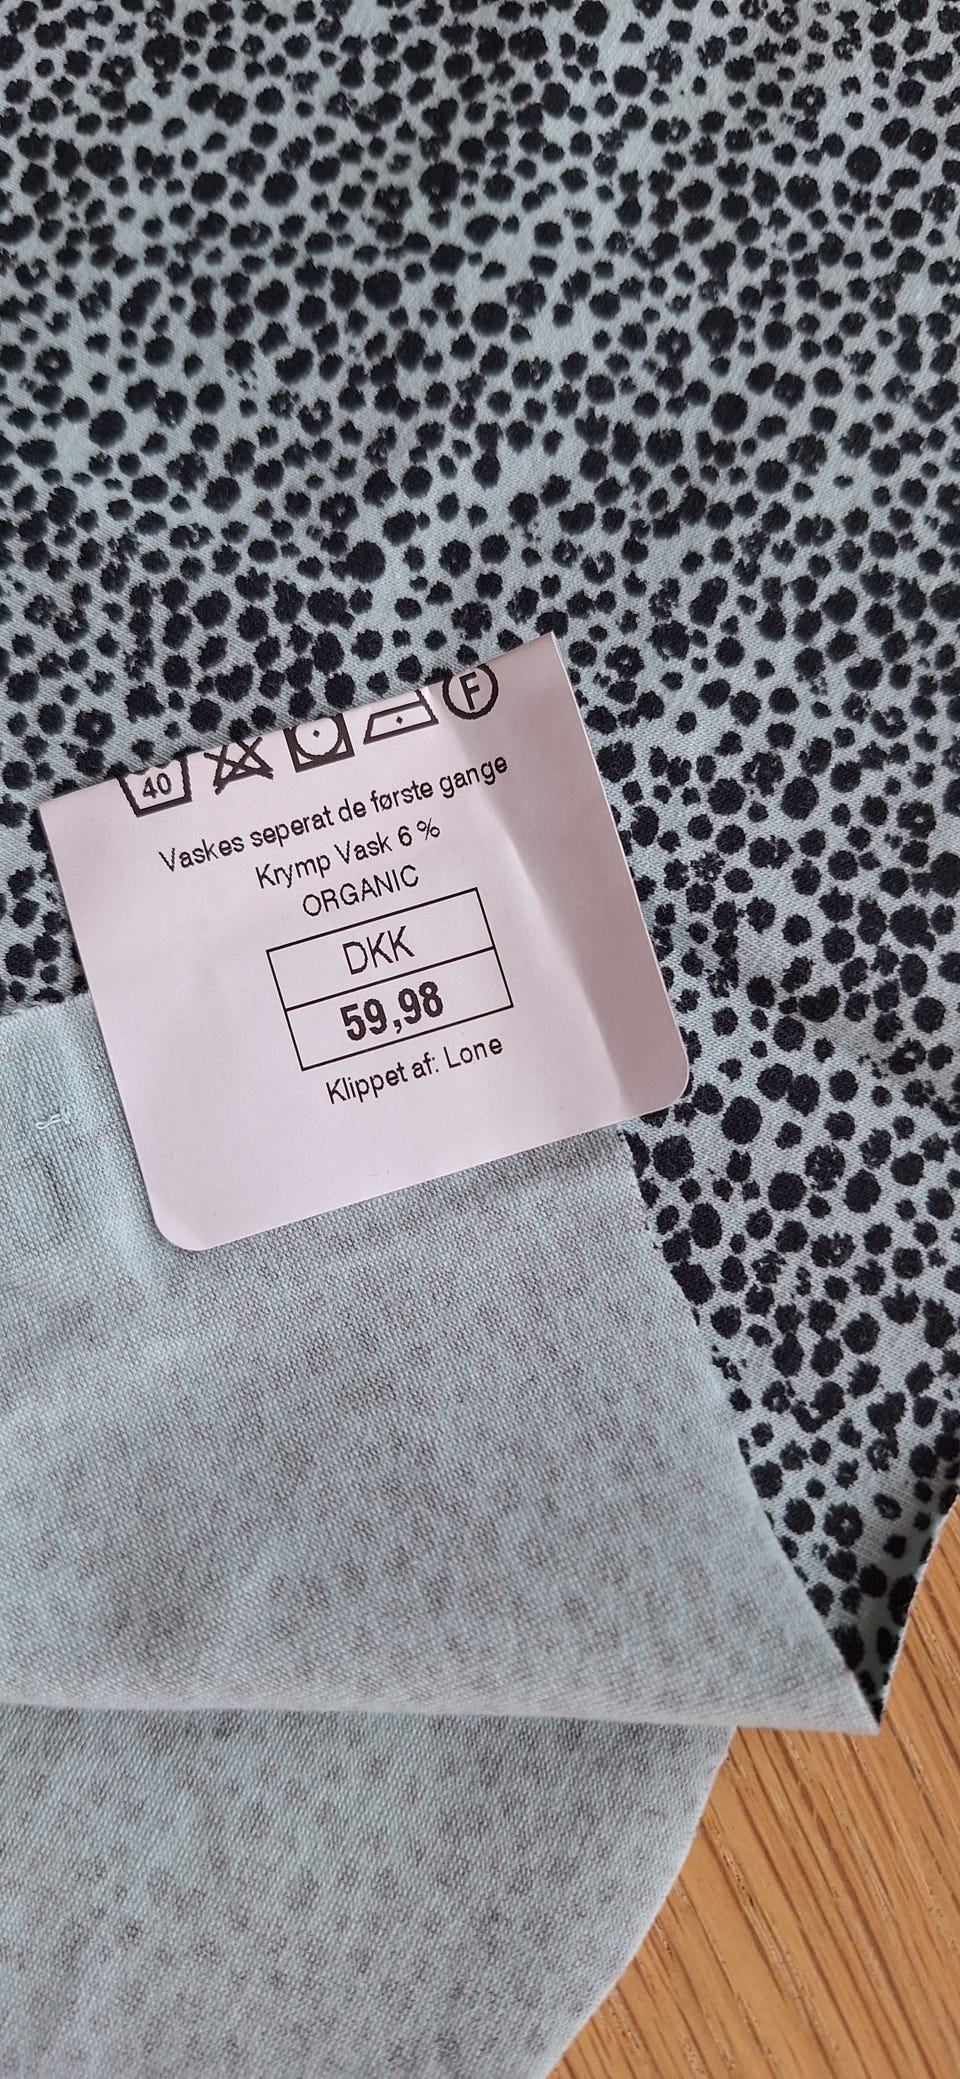 40
F
Vaskes seperat de første gange
Krymp Vask 6 %
ORGANIC
DKK
59,98
Klippet af: Lone